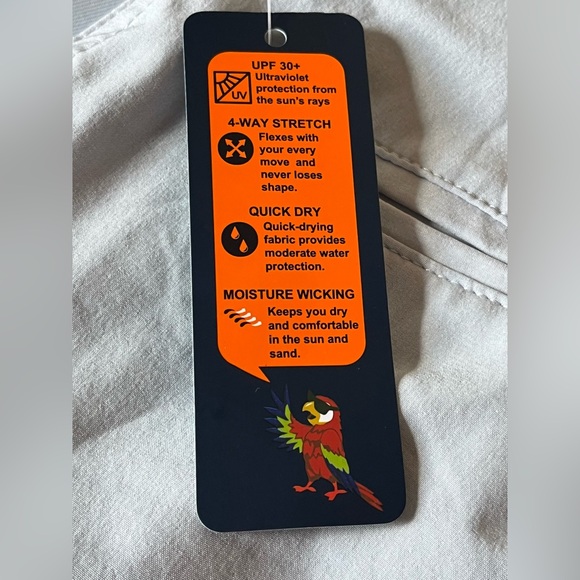 UPF 30+
Ultraviolet
protection from
the sun's rays
UV
4-WAY STRETCH
Flexes with
your every
move and
never loses
shape.
QUICK DRY
Quick-drying
fabric provides
moderate water
protection.
MOISTURE WICKING
Keeps you dry
and comfortable
in the sun and
sand.